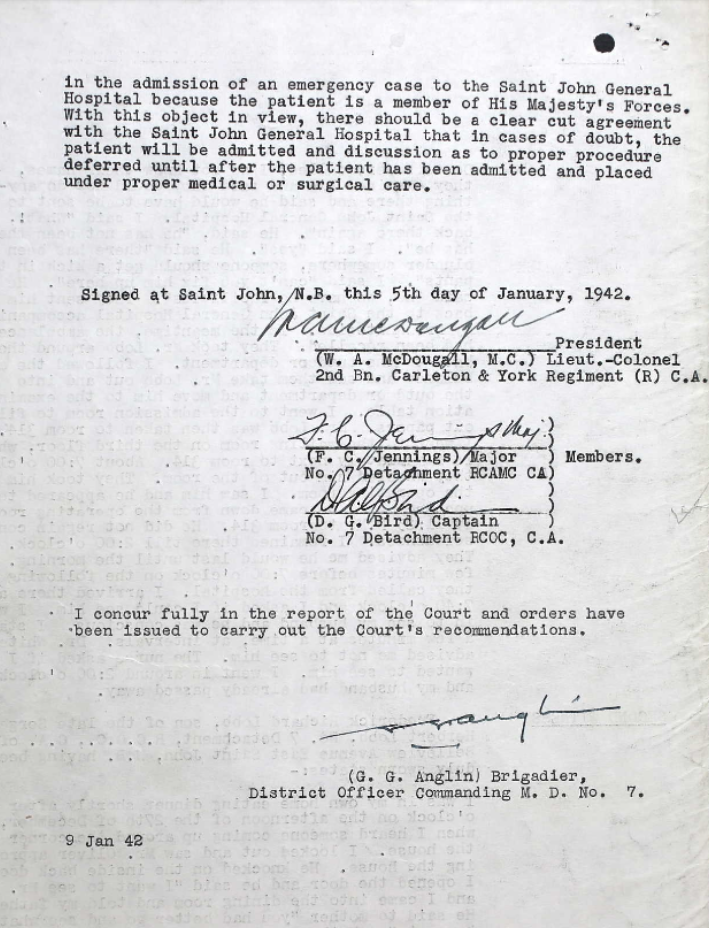 in the admission of an emergency case to the Saint John General
Hospital because the patient is a member of His Majesty's Forces.
With this object in view, there should be a clear cut agreement
with the Saint John General Hospital that in cases of doubt, the
patient will be admitted and discussion as to proper procedure
deferred until after the patient has been admitted and placed
under proper medical or surgical care.
Signed at Saint John, N.B. this 5th day of January, 1942.
WAMcDougall
President
(W. A. McDougall, M.C.) Lieut.-Colonel
2nd Bn. Carleton & York Regiment (R) C.A.
F. C. Jennings Maj. )
(F. C. Jennings) Major ) Members.
No. 7 Detachment RCAMC CA)
D G Bird )
(D. G. Bird) Captain )
No. 7 Detachment RCOC, C.A.
I concur fully in the report of the Court and orders have
been issued to carry out the Court's recommendations.
(G. G. Anglin) Brigadier,
District Officer Commanding M. D. No. 7.
9 Jan 42